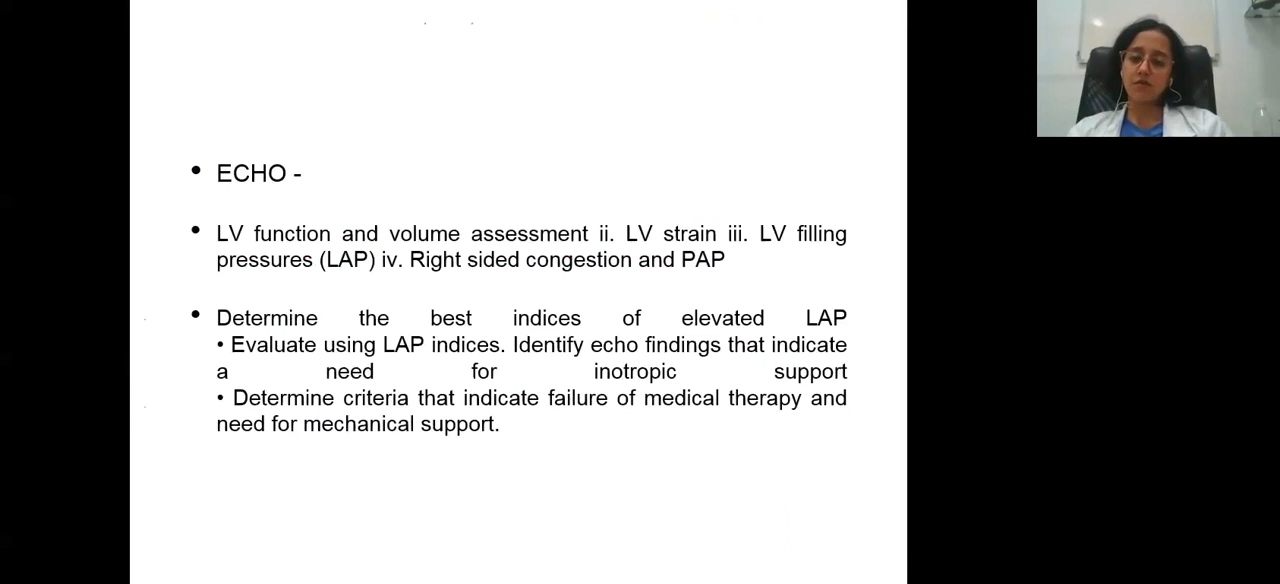 • ECHO -
• LV function and volume assessment ii. LV strain iii. LV filling
pressures (LAP) iv. Right sided congestion and PAP
• Determine the best indices of elevated LAP
• Evaluate using LAP indices. Identify echo findings that indicate
a need for inotropic support
• Determine criteria that indicate failure of medical therapy and
need for mechanical support.